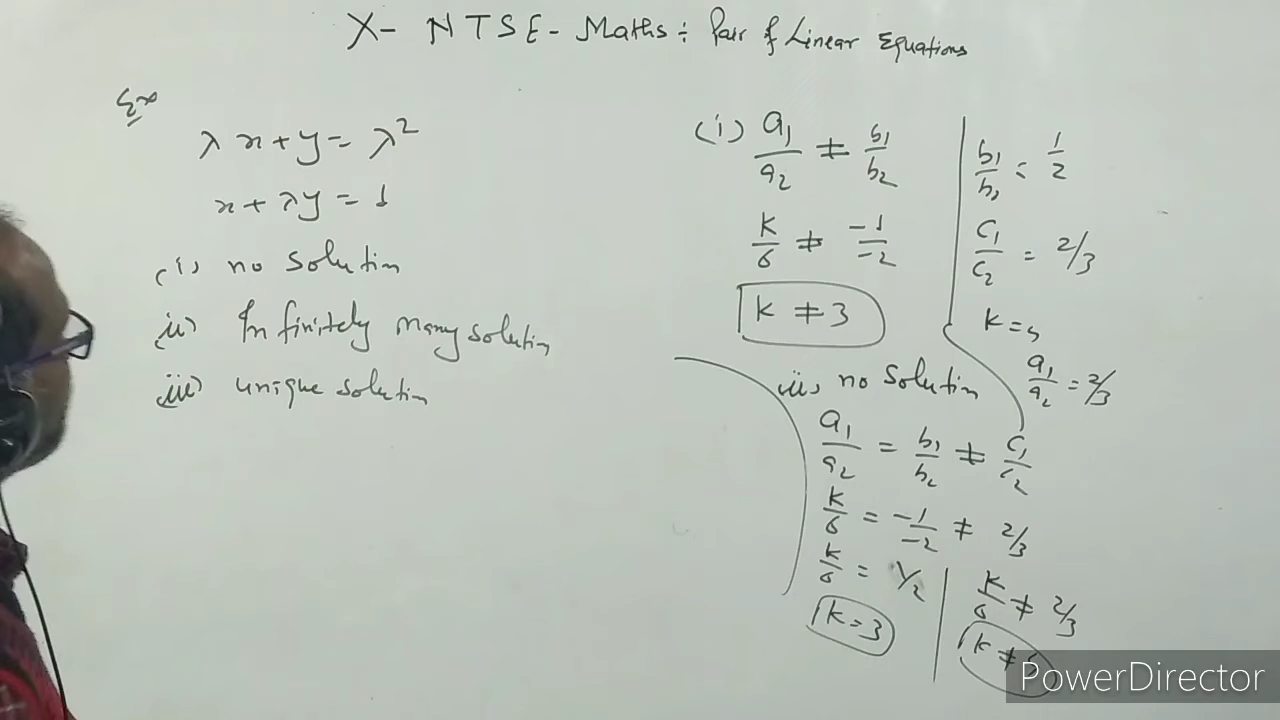 X- NTSE - Maths ÷ Pair of Linear Equations
Ex
λ x + y = λ²
x + λy = 1
(i) no solution
ii) Infinitely many solution
iii) unique solution
(i) a₁/a₂ ≠ b₁/b₂
k/6 ≠ -1/-2
k ≠ 3
b₁/b₂ = 1/2
c₁/c₂ = 2/3
k =
a₁/a₂ = 2/3
ii, no solution
a₁/a₂ = b₁/b₂ ≠ c₁/c₂
k/6 = -1/-2 ≠ 2/3
k/6 = 1/2
k = 3
k/6 ≠ 2/3
k ≠
PowerDirector